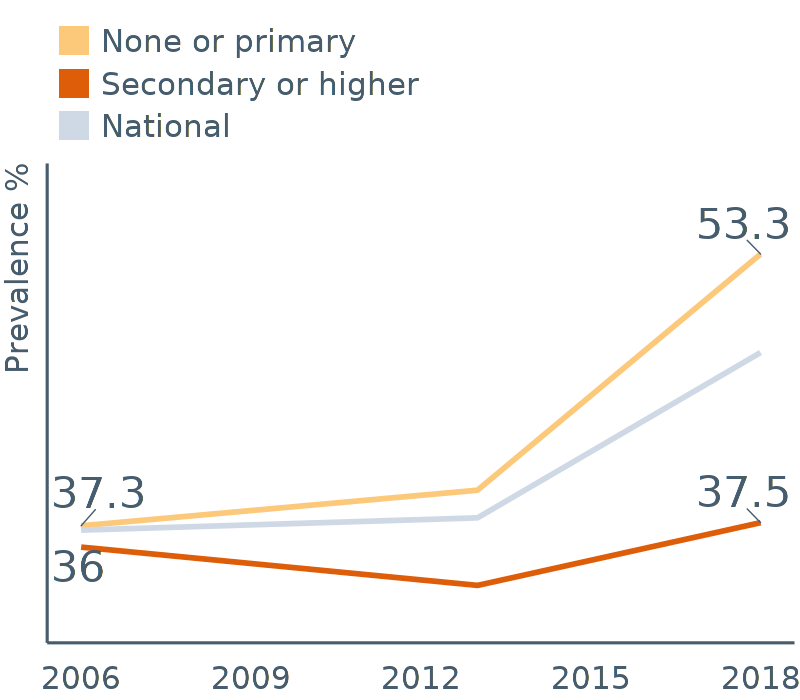 None or primary
Secondary or higher
National
Prevalence %
53.3
37.3
37.5
36
2006 2009 2012 2015 2018